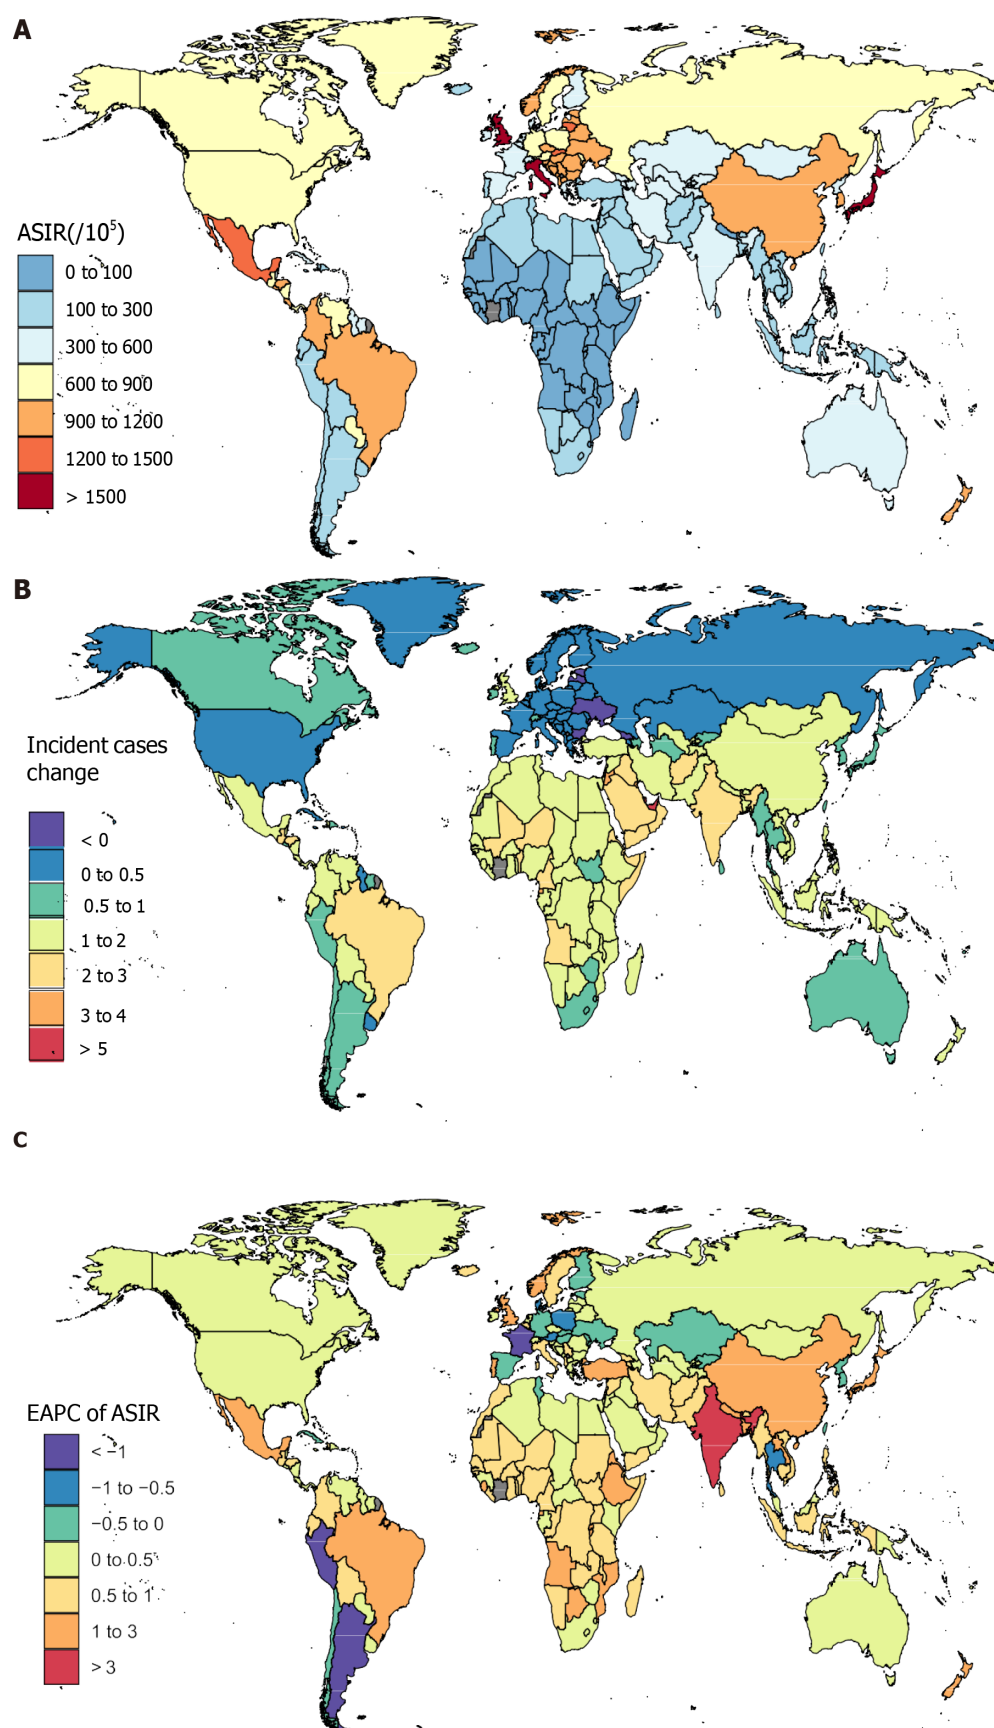 A
ASIR(/10⁵)
0 to 100
100 to 300
300 to 600
600 to 900
900 to 1200
1200 to 1500
> 1500
B
Incident cases
change
< 0
0 to 0.5
0.5 to 1
1 to 2
2 to 3
3 to 4
> 5
C
EAPC of ASIR
< −1
−1 to −0.5
−0.5 to 0
0 to 0.5
0.5 to 1
1 to 3
> 3